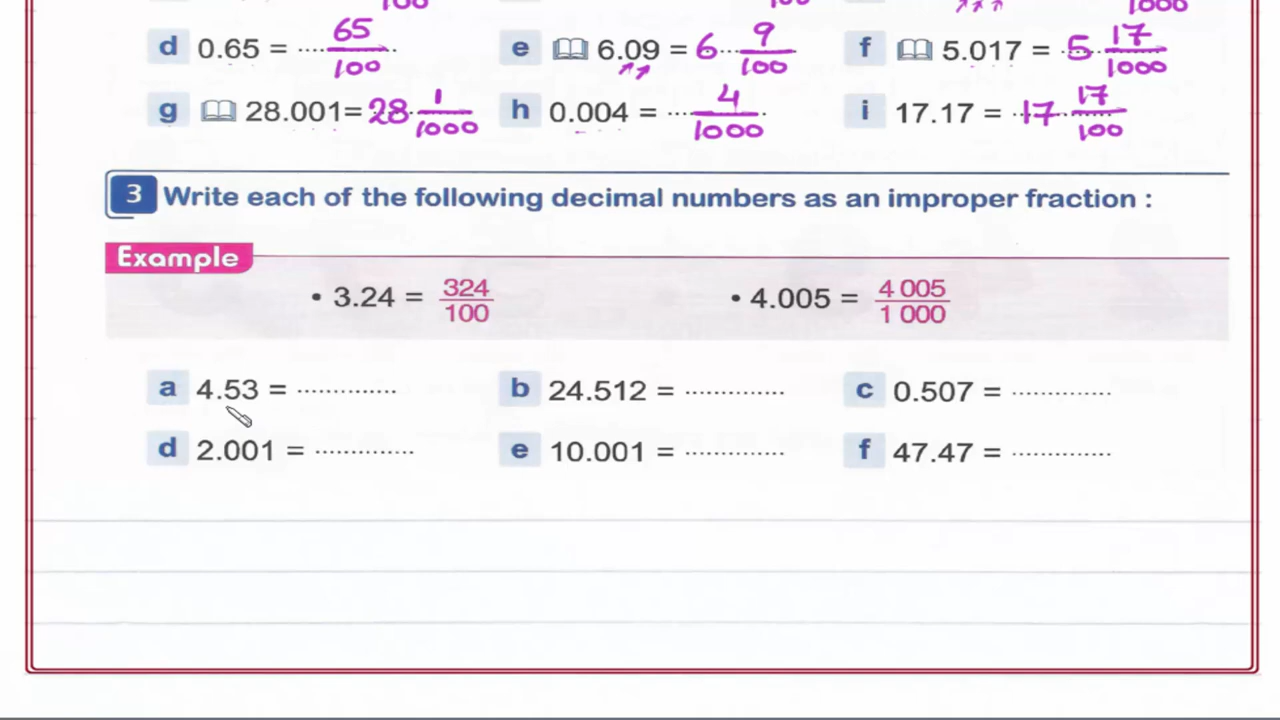 100 100 1000
d 0.65 = 65/100 e 6.09 = 6 9/100 f 5.017 = 5 17/1000
g 28.001= 28 1/1000 h 0.004 = 4/1000 i 17.17 = 17 17/100
3 Write each of the following decimal numbers as an improper fraction :
Example
• 3.24 = 324/100 • 4.005 = 4 005/1 000
a 4.53 = .............. b 24.512 = .............. c 0.507 = ..............
d 2.001 = .............. e 10.001 = .............. f 47.47 = ..............